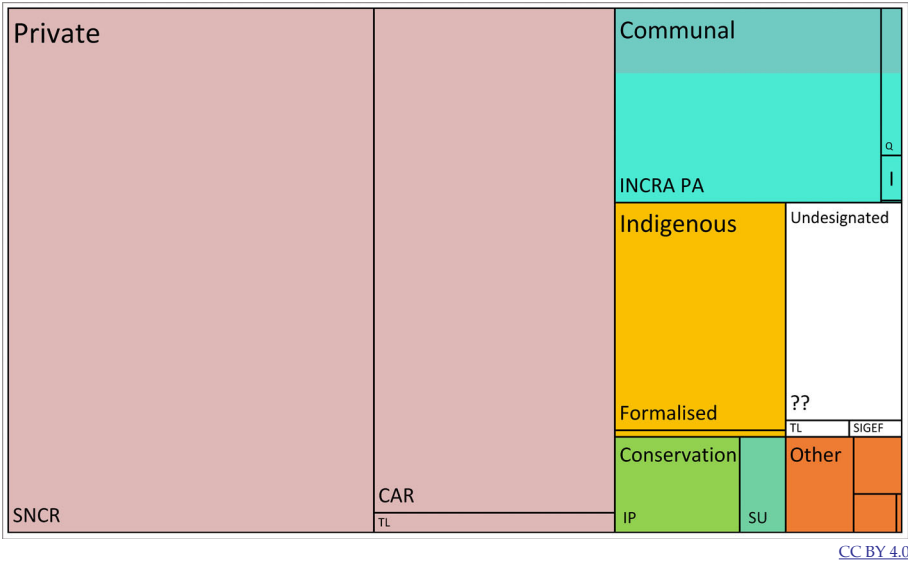 Private
SNCR
CAR
TL
Communal
INCRA PA
Q
I
Indigenous
Formalised
Undesignated
??
TL
SIGEF
Conservation
IP
SU
Other
CC BY 4.0